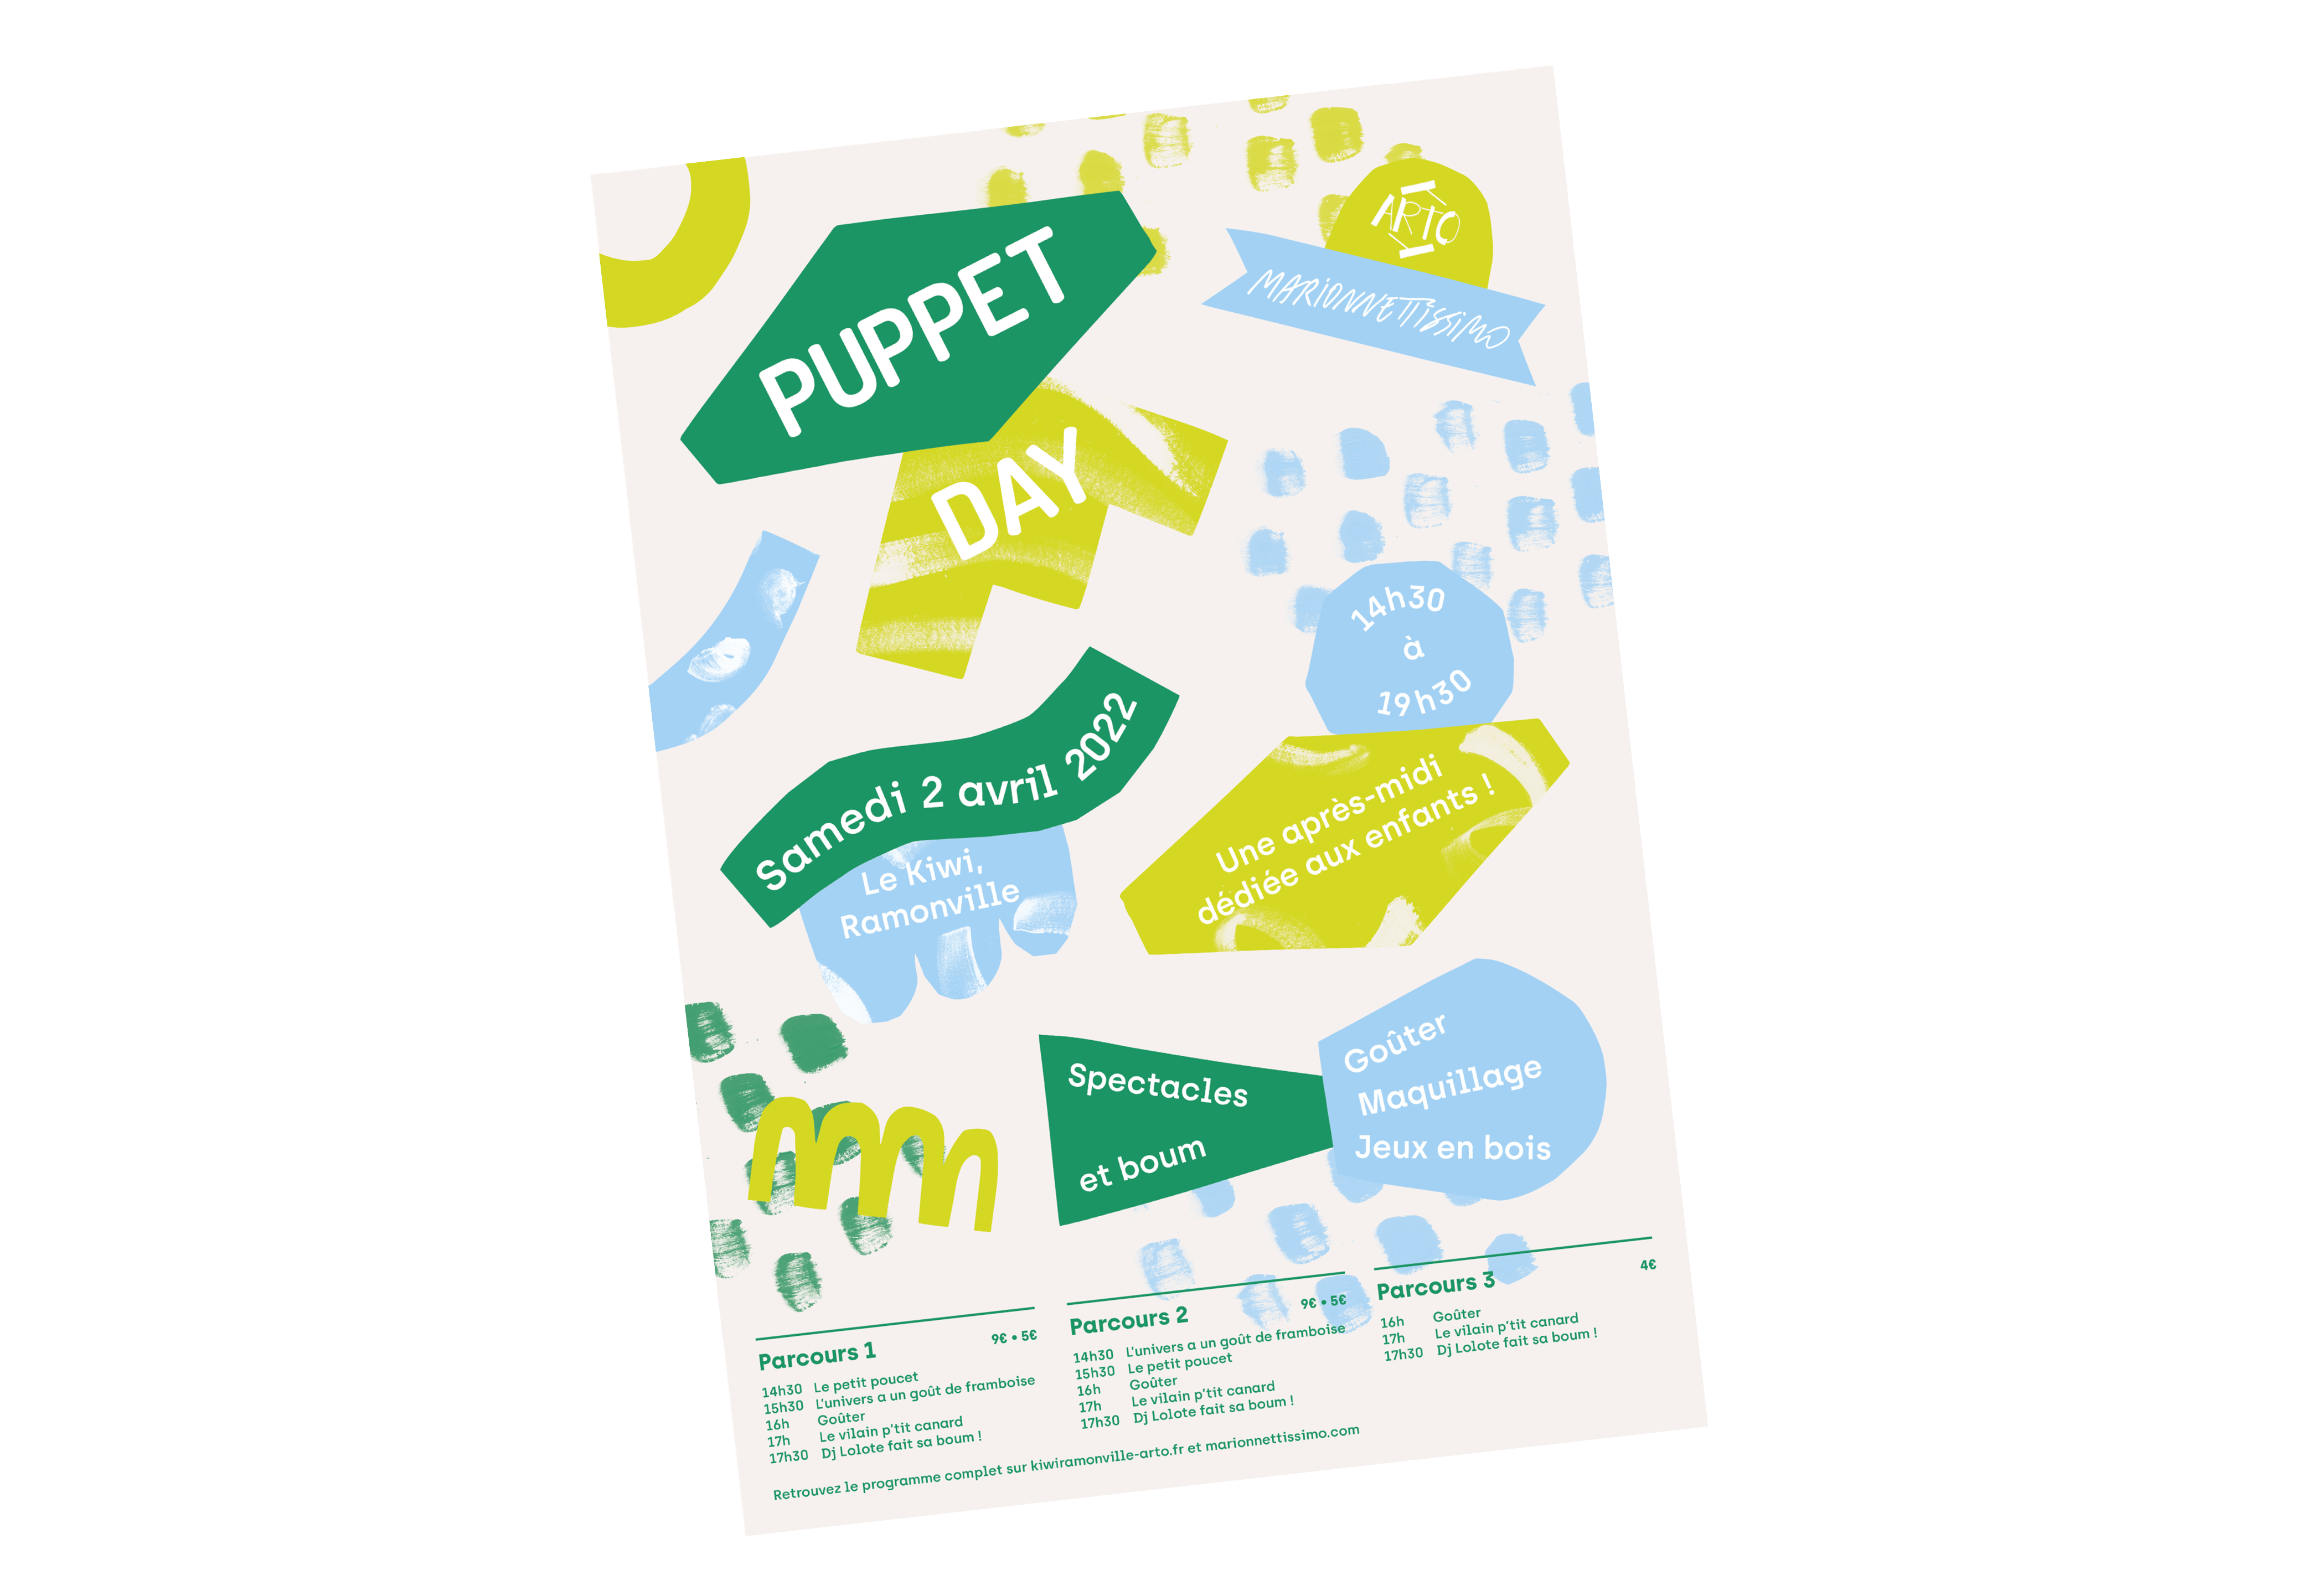 PUPPET
DAY
ARTO
MARIONNETTISSIMO
14h30
à
19h30
Samedi 2 avril 2022
Le Kiwi,
Ramonville
Une après-midi
dédiée aux enfants !
Spectacles
et boum
Goûter
Maquillage
Jeux en bois
Parcours 1
9€ • 5€
14h30 Le petit poucet
15h30 L'univers a un goût de framboise
16h Goûter
17h Le vilain p'tit canard
17h30 Dj Lolote fait sa boum !
Parcours 2
9€ • 5€
14h30 L'univers a un goût de framboise
15h30 Le petit poucet
16h Goûter
17h Le vilain p'tit canard
17h30 Dj Lolote fait sa boum !
Parcours 3
4€
16h Goûter
17h Le vilain p'tit canard
17h30 Dj Lolote fait sa boum !
Retrouvez le programme complet sur kiwiramonville-arto.fr et marionnettissimo.com